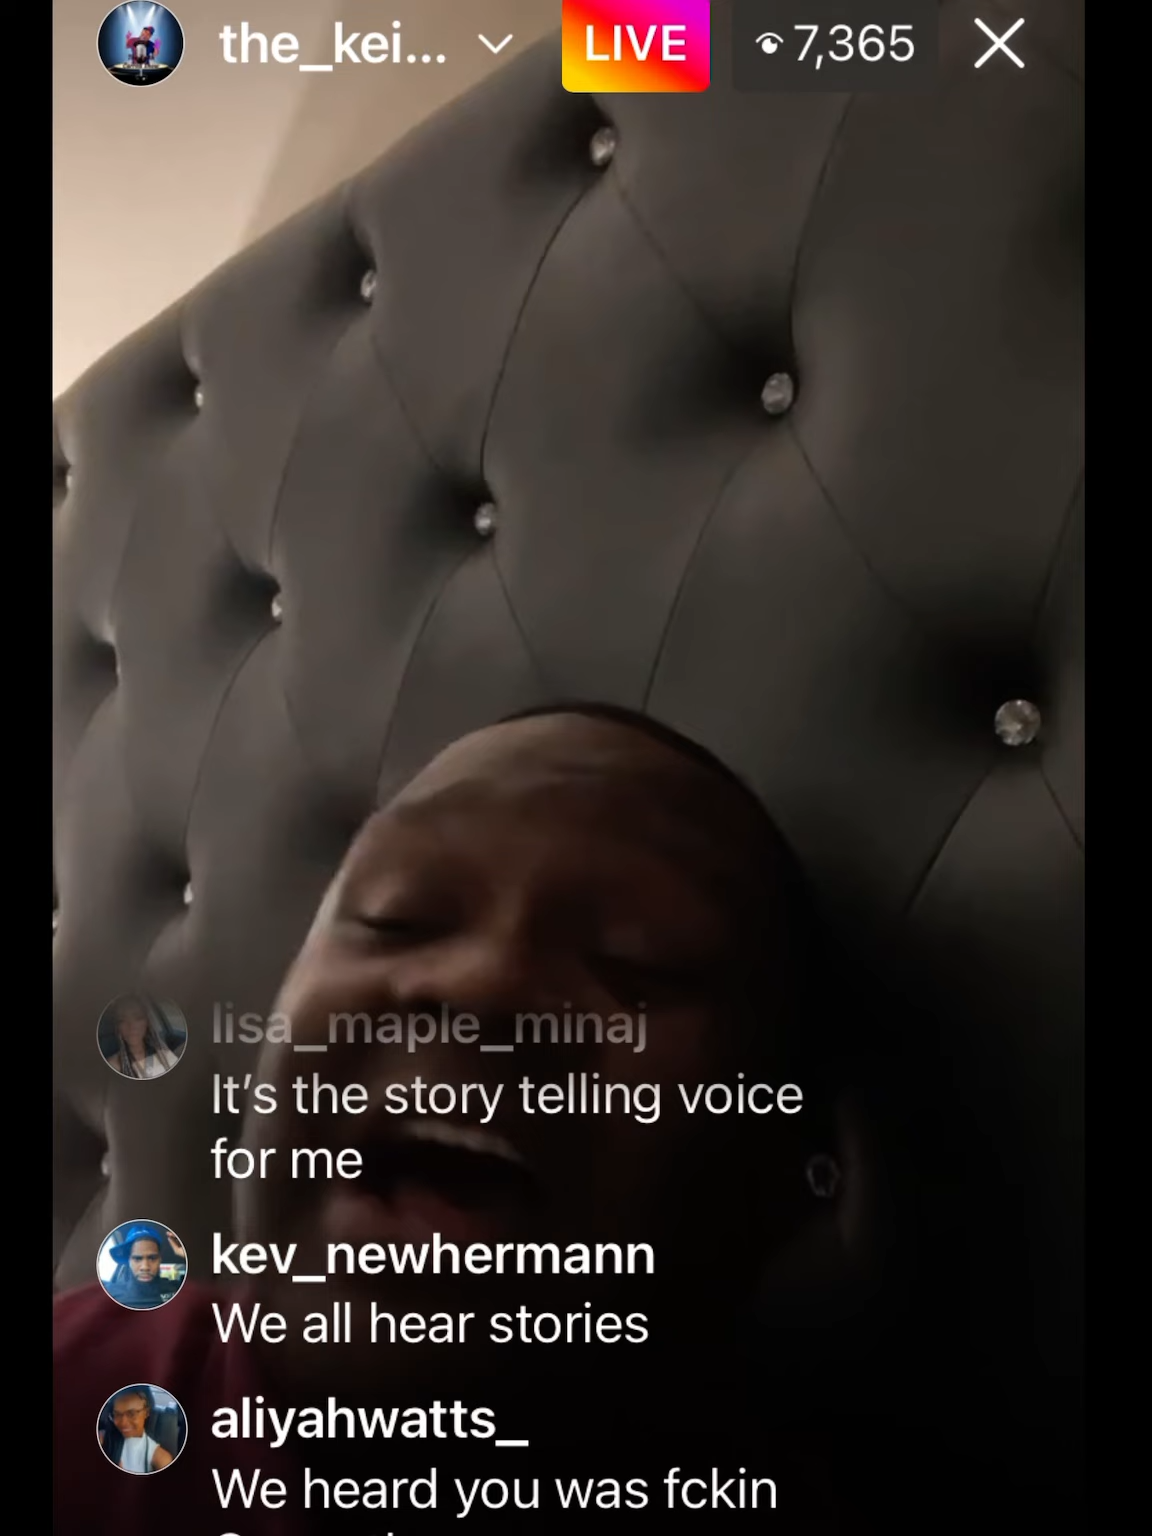 the_kei...
LIVE
7,365
lisa_maple_minaj
It’s the story telling voice
for me
kev_newhermann
We all hear stories
aliyahwatts_
We heard you was fckin